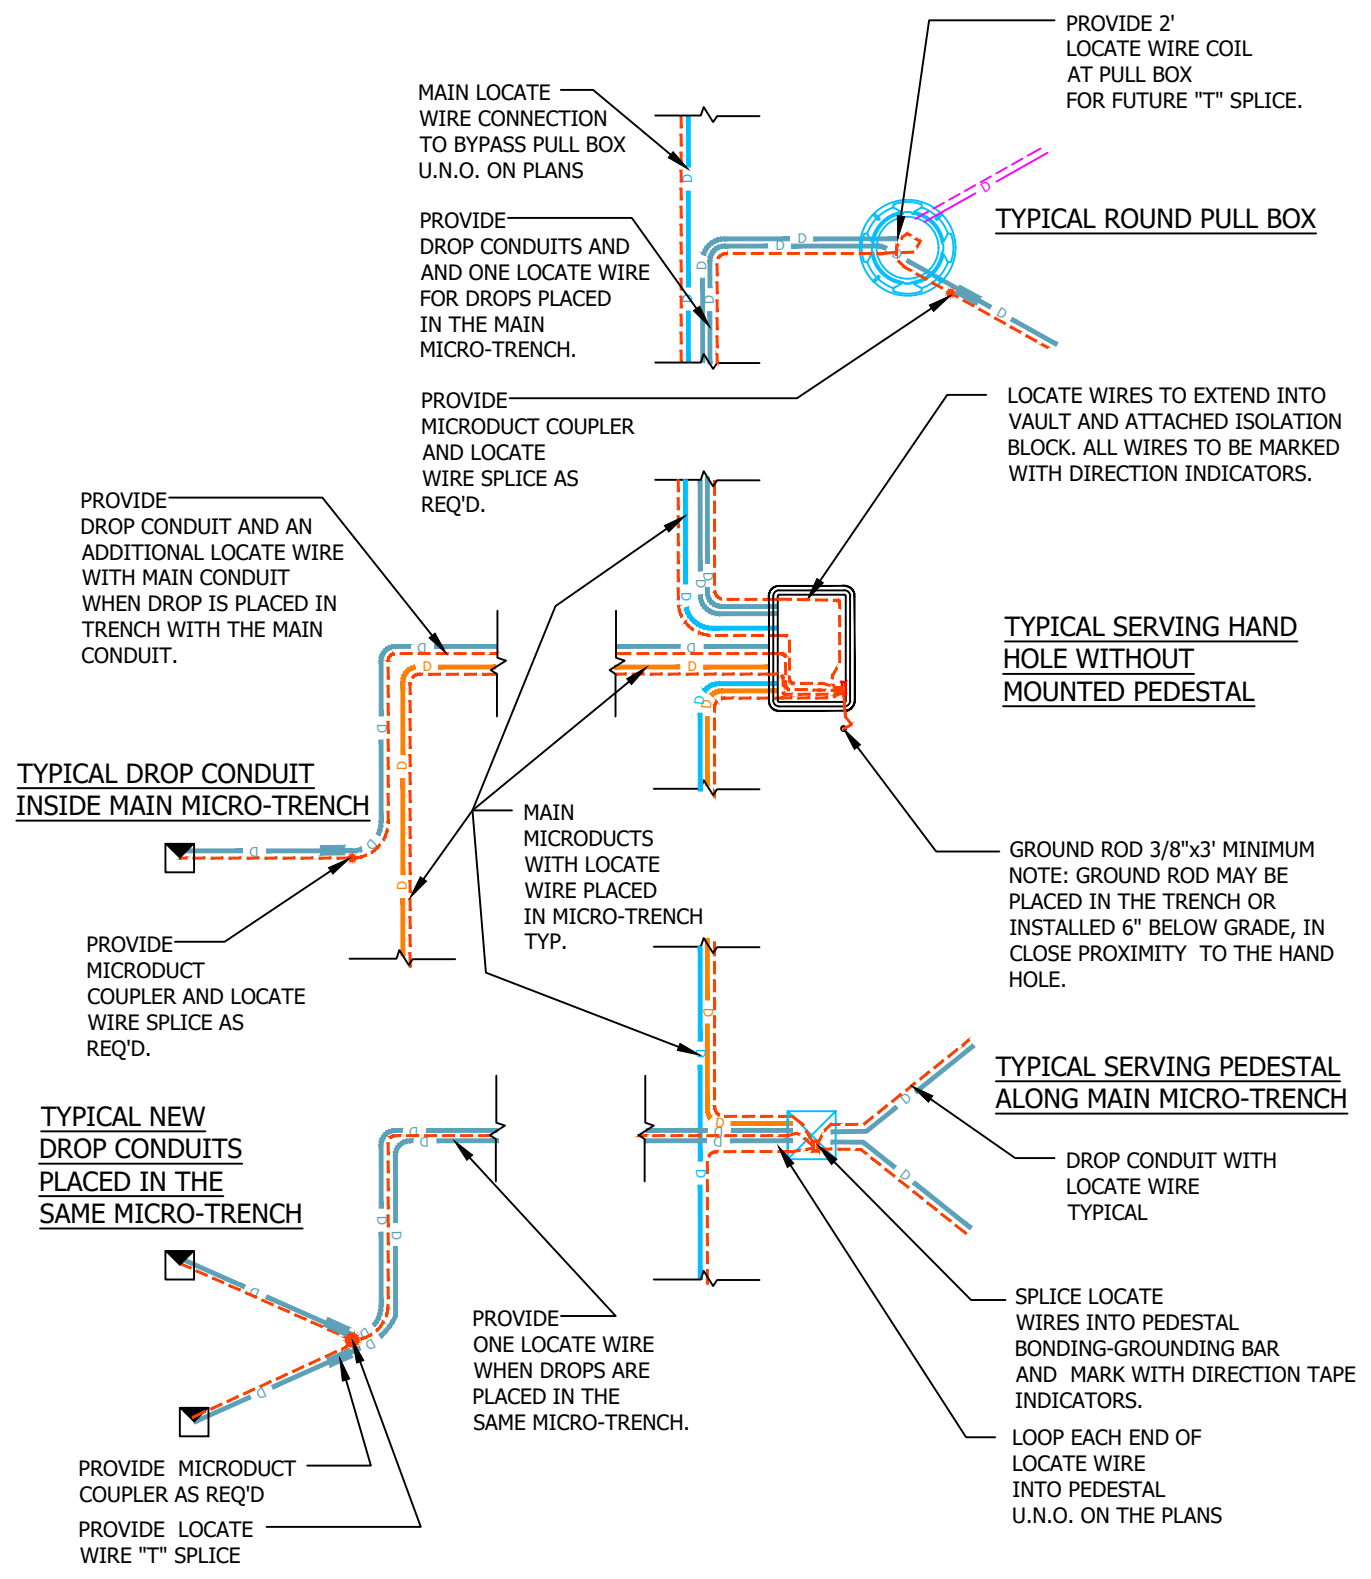 PROVIDE 2'
LOCATE WIRE COIL
AT PULL BOX
FOR FUTURE "T" SPLICE.
MAIN LOCATE
WIRE CONNECTION
TO BYPASS PULL BOX
U.N.O. ON PLANS
TYPICAL ROUND PULL BOX
PROVIDE
DROP CONDUITS AND
AND ONE LOCATE WIRE
FOR DROPS PLACED
IN THE MAIN
MICRO-TRENCH.
PROVIDE
MICRODUCT COUPLER
AND LOCATE
WIRE SPLICE AS
REQ'D.
LOCATE WIRES TO EXTEND INTO
VAULT AND ATTACHED ISOLATION
BLOCK. ALL WIRES TO BE MARKED
WITH DIRECTION INDICATORS.
PROVIDE
DROP CONDUIT AND AN
ADDITIONAL LOCATE WIRE
WITH MAIN CONDUIT
WHEN DROP IS PLACED IN
TRENCH WITH THE MAIN
CONDUIT.
TYPICAL SERVING HAND
HOLE WITHOUT
MOUNTED PEDESTAL
TYPICAL DROP CONDUIT
INSIDE MAIN MICRO-TRENCH
MAIN
MICRODUCTS
WITH LOCATE
WIRE PLACED
IN MICRO-TRENCH
TYP.
GROUND ROD 3/8"x3' MINIMUM
NOTE: GROUND ROD MAY BE
PLACED IN THE TRENCH OR
INSTALLED 6" BELOW GRADE, IN
CLOSE PROXIMITY TO THE HAND
HOLE.
PROVIDE
MICRODUCT
COUPLER AND LOCATE
WIRE SPLICE AS
REQ'D.
TYPICAL SERVING PEDESTAL
ALONG MAIN MICRO-TRENCH
TYPICAL NEW
DROP CONDUITS
PLACED IN THE
SAME MICRO-TRENCH
DROP CONDUIT WITH
LOCATE WIRE
TYPICAL
PROVIDE
ONE LOCATE WIRE
WHEN DROPS ARE
PLACED IN THE
SAME MICRO-TRENCH.
SPLICE LOCATE
WIRES INTO PEDESTAL
BONDING-GROUNDING BAR
AND MARK WITH DIRECTION TAPE
INDICATORS.
LOOP EACH END OF
LOCATE WIRE
INTO PEDESTAL
U.N.O. ON THE PLANS
PROVIDE MICRODUCT
COUPLER AS REQ'D
PROVIDE LOCATE
WIRE "T" SPLICE